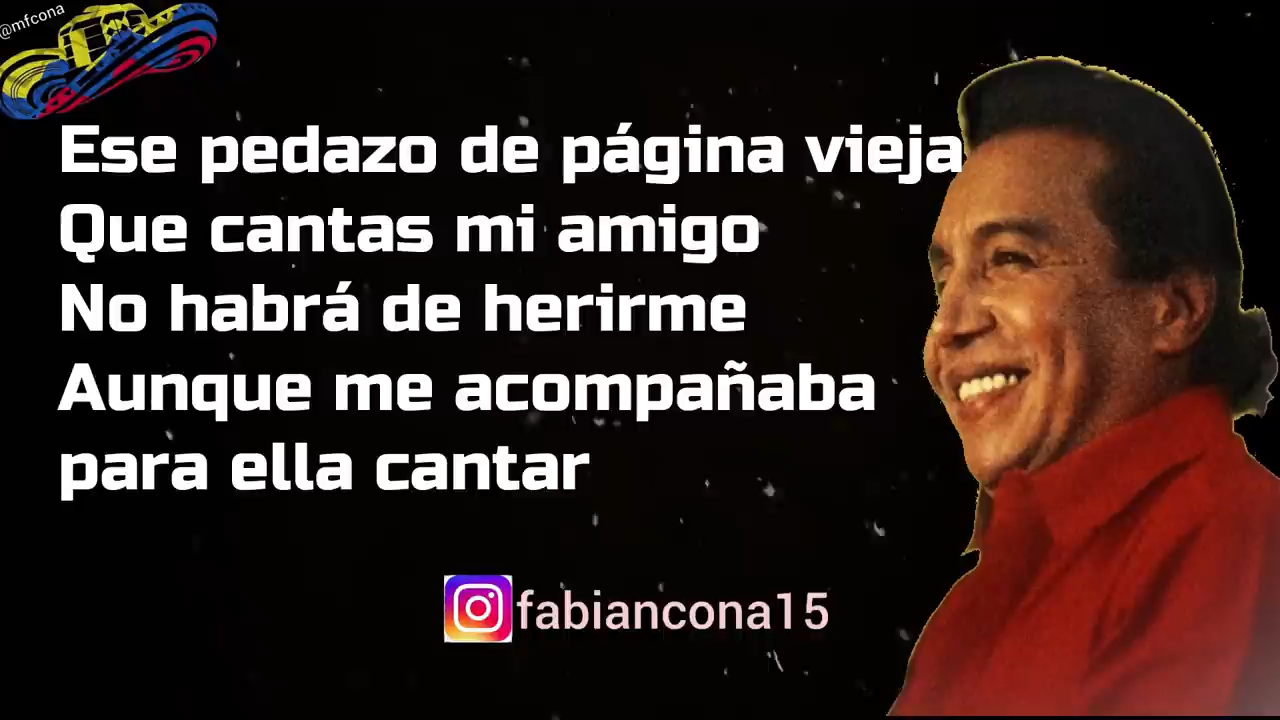 @mfcona
Ese pedazo de página vieja
Que cantas mi amigo
No habrá de herirme
Aunque me acompañaba
para ella cantar
fabiancona15